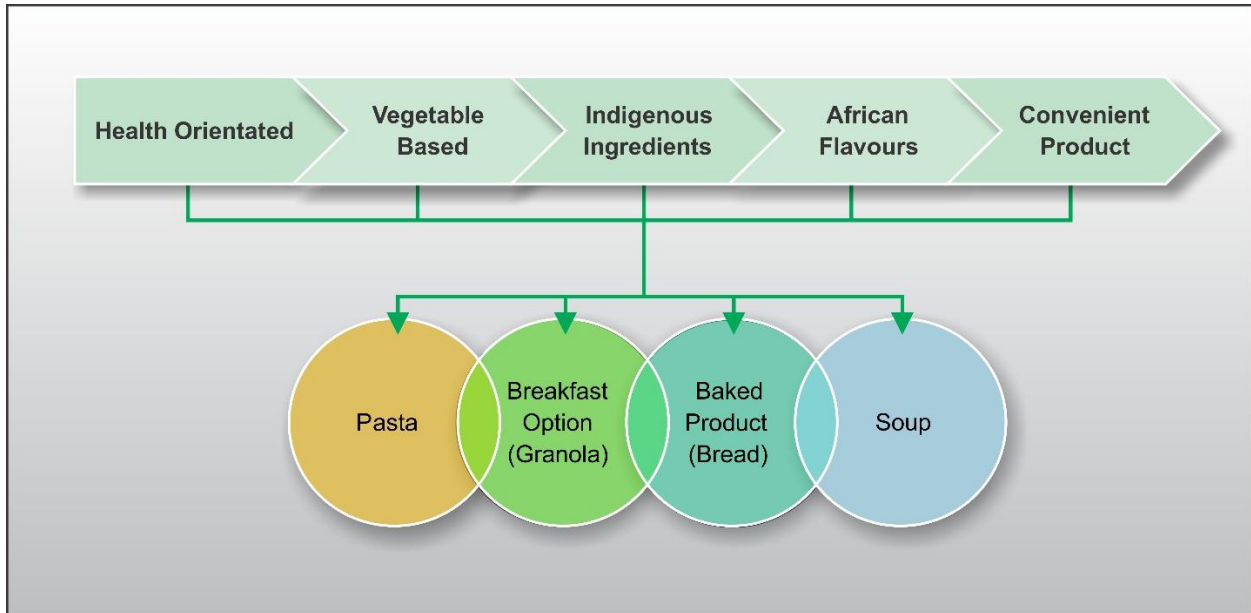 Health Orientated
Vegetable
Based
Indigenous
Ingredients
African
Flavours
Convenient
Product
Pasta
Breakfast
Option
(Granola)
Baked
Product
(Bread)
Soup